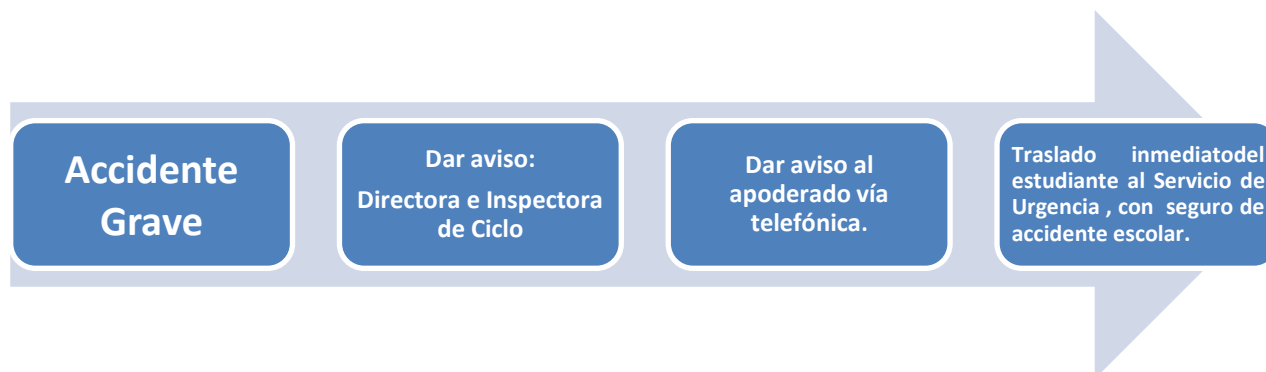 Accidente
Grave
Dar aviso:
Directora e Inspectora
de Ciclo
Dar aviso al
apoderado vía
telefónica.
Traslado inmediatodel
estudiante al Servicio de
Urgencia , con seguro de
accidente escolar.